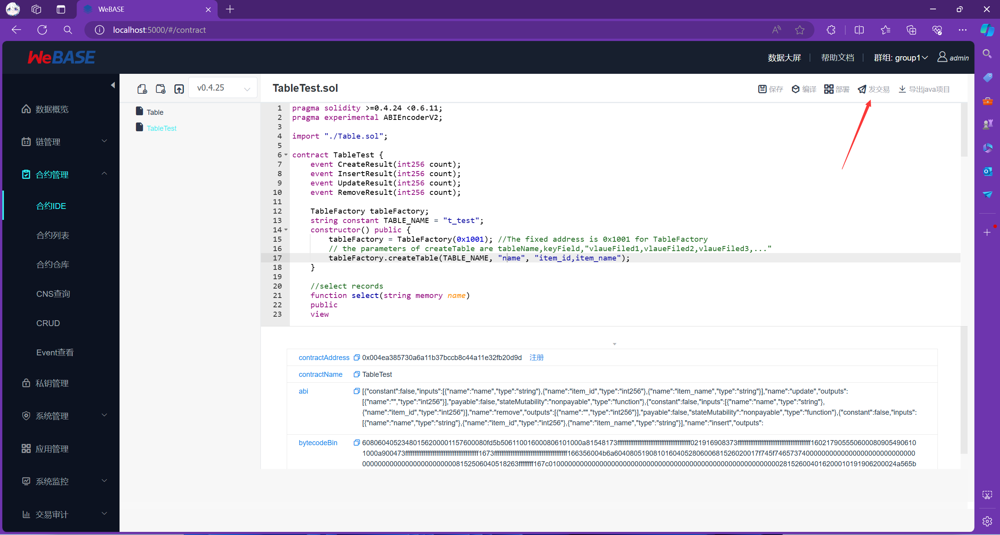 WeBASE
localhost:5000/#/contract
WeBASE
数据大屏
帮助文档
群组: group1
admin
数据概览
链管理
合约管理
合约IDE
合约列表
合约仓库
CNS查询
CRUD
Event查看
私钥管理
系统管理
应用管理
系统监控
交易审计
v0.4.25
Table
TableTest
TableTest.sol
保存
编译
部署
发交易
导出java项目
1 pragma solidity >=0.4.24 <0.6.11;
2 pragma experimental ABIEncoderV2;
3
4 import "./Table.sol";
5
6 contract TableTest {
7 event CreateResult(int256 count);
8 event InsertResult(int256 count);
9 event UpdateResult(int256 count);
10 event RemoveResult(int256 count);
11
12 TableFactory tableFactory;
13 string constant TABLE_NAME = "t_test";
14 constructor() public {
15 tableFactory = TableFactory(0x1001); //The fixed address is 0x1001 for TableFactory
16 // the parameters of createTable are tableName,keyField,"vlaueFiled1,vlaueFiled2,vlaueFiled3,..."
17 tableFactory.createTable(TABLE_NAME, "name", "item_id,item_name");
18 }
19
20 //select records
21 function select(string memory name)
22 public
23 view
contractAddress 0x004ea385730a6a11b37bccb8c44a11e32fb20d9d 注册
contractName TableTest
abi [{"constant":false,"inputs":[{"name":"name","type":"string"},{"name":"item_id","type":"int256"},{"name":"item_name","type":"string"}],"name":"update","outputs":
[{"name":"","type":"int256"}],"payable":false,"stateMutability":"nonpayable","type":"function"},{"constant":false,"inputs":[{"name":"name","type":"string"},
{"name":"item_id","type":"int256"}],"name":"remove","outputs":[{"name":"","type":"int256"}],"payable":false,"stateMutability":"nonpayable","type":"function"},{"constant":false,"inputs":
[{"name":"name","type":"string"},{"name":"item_id","type":"int256"},{"name":"item_name","type":"string"}],"name":"insert","outputs":
bytecodeBin